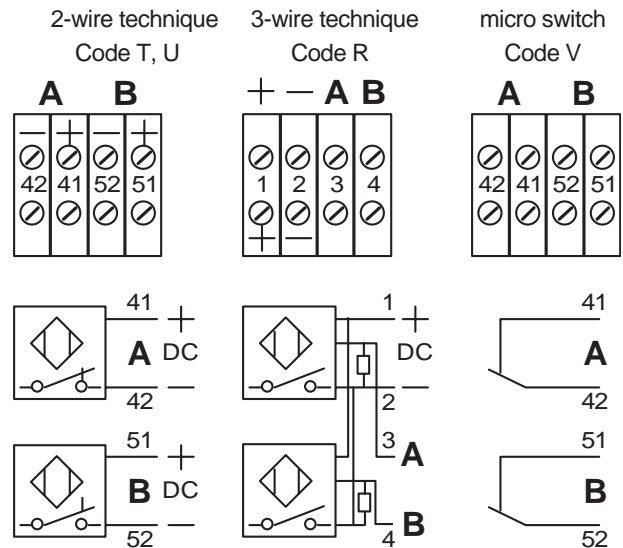 2-wire technique 3-wire technique micro switch
Code T, U Code R Code V
A B + — A B A B
— + — +
42 41 52 51 1 2 3 4 42 41 52 51
+ —
41 1 41
+ +
A DC DC A
— —
42 2 42
51 3 A 51
+
B DC B
—
52 4 B 52